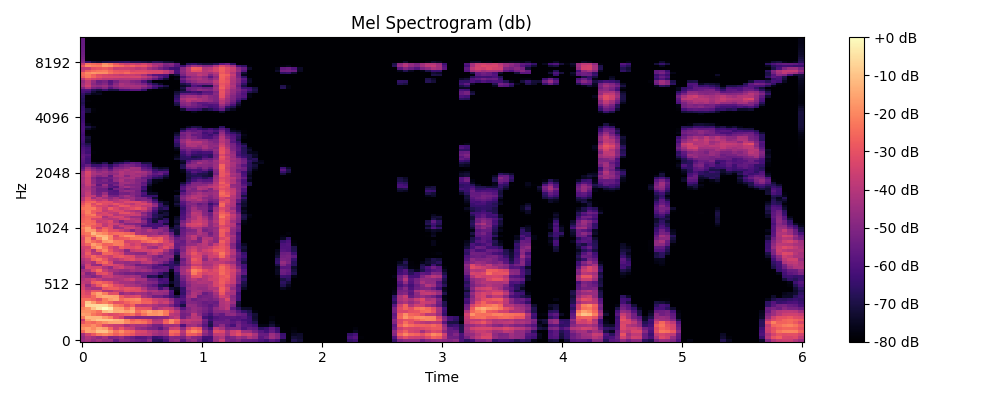 Mel Spectrogram (db)
Hz
8192
4096
2048
1024
512
0
0 1 2 3 4 5 6
Time
+0 dB
-10 dB
-20 dB
-30 dB
-40 dB
-50 dB
-60 dB
-70 dB
-80 dB